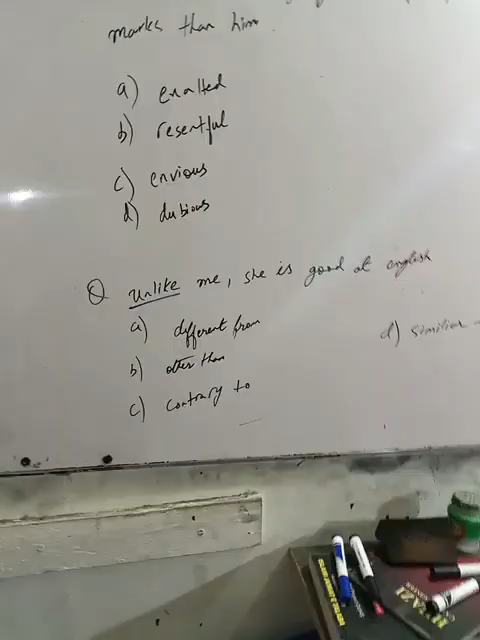 marks than him
a) exalted
b) resentful
c) envious
d) dubious
Q Unlike me, she is good at english
a) different from
b) other than
c) contrary to
d) similiar